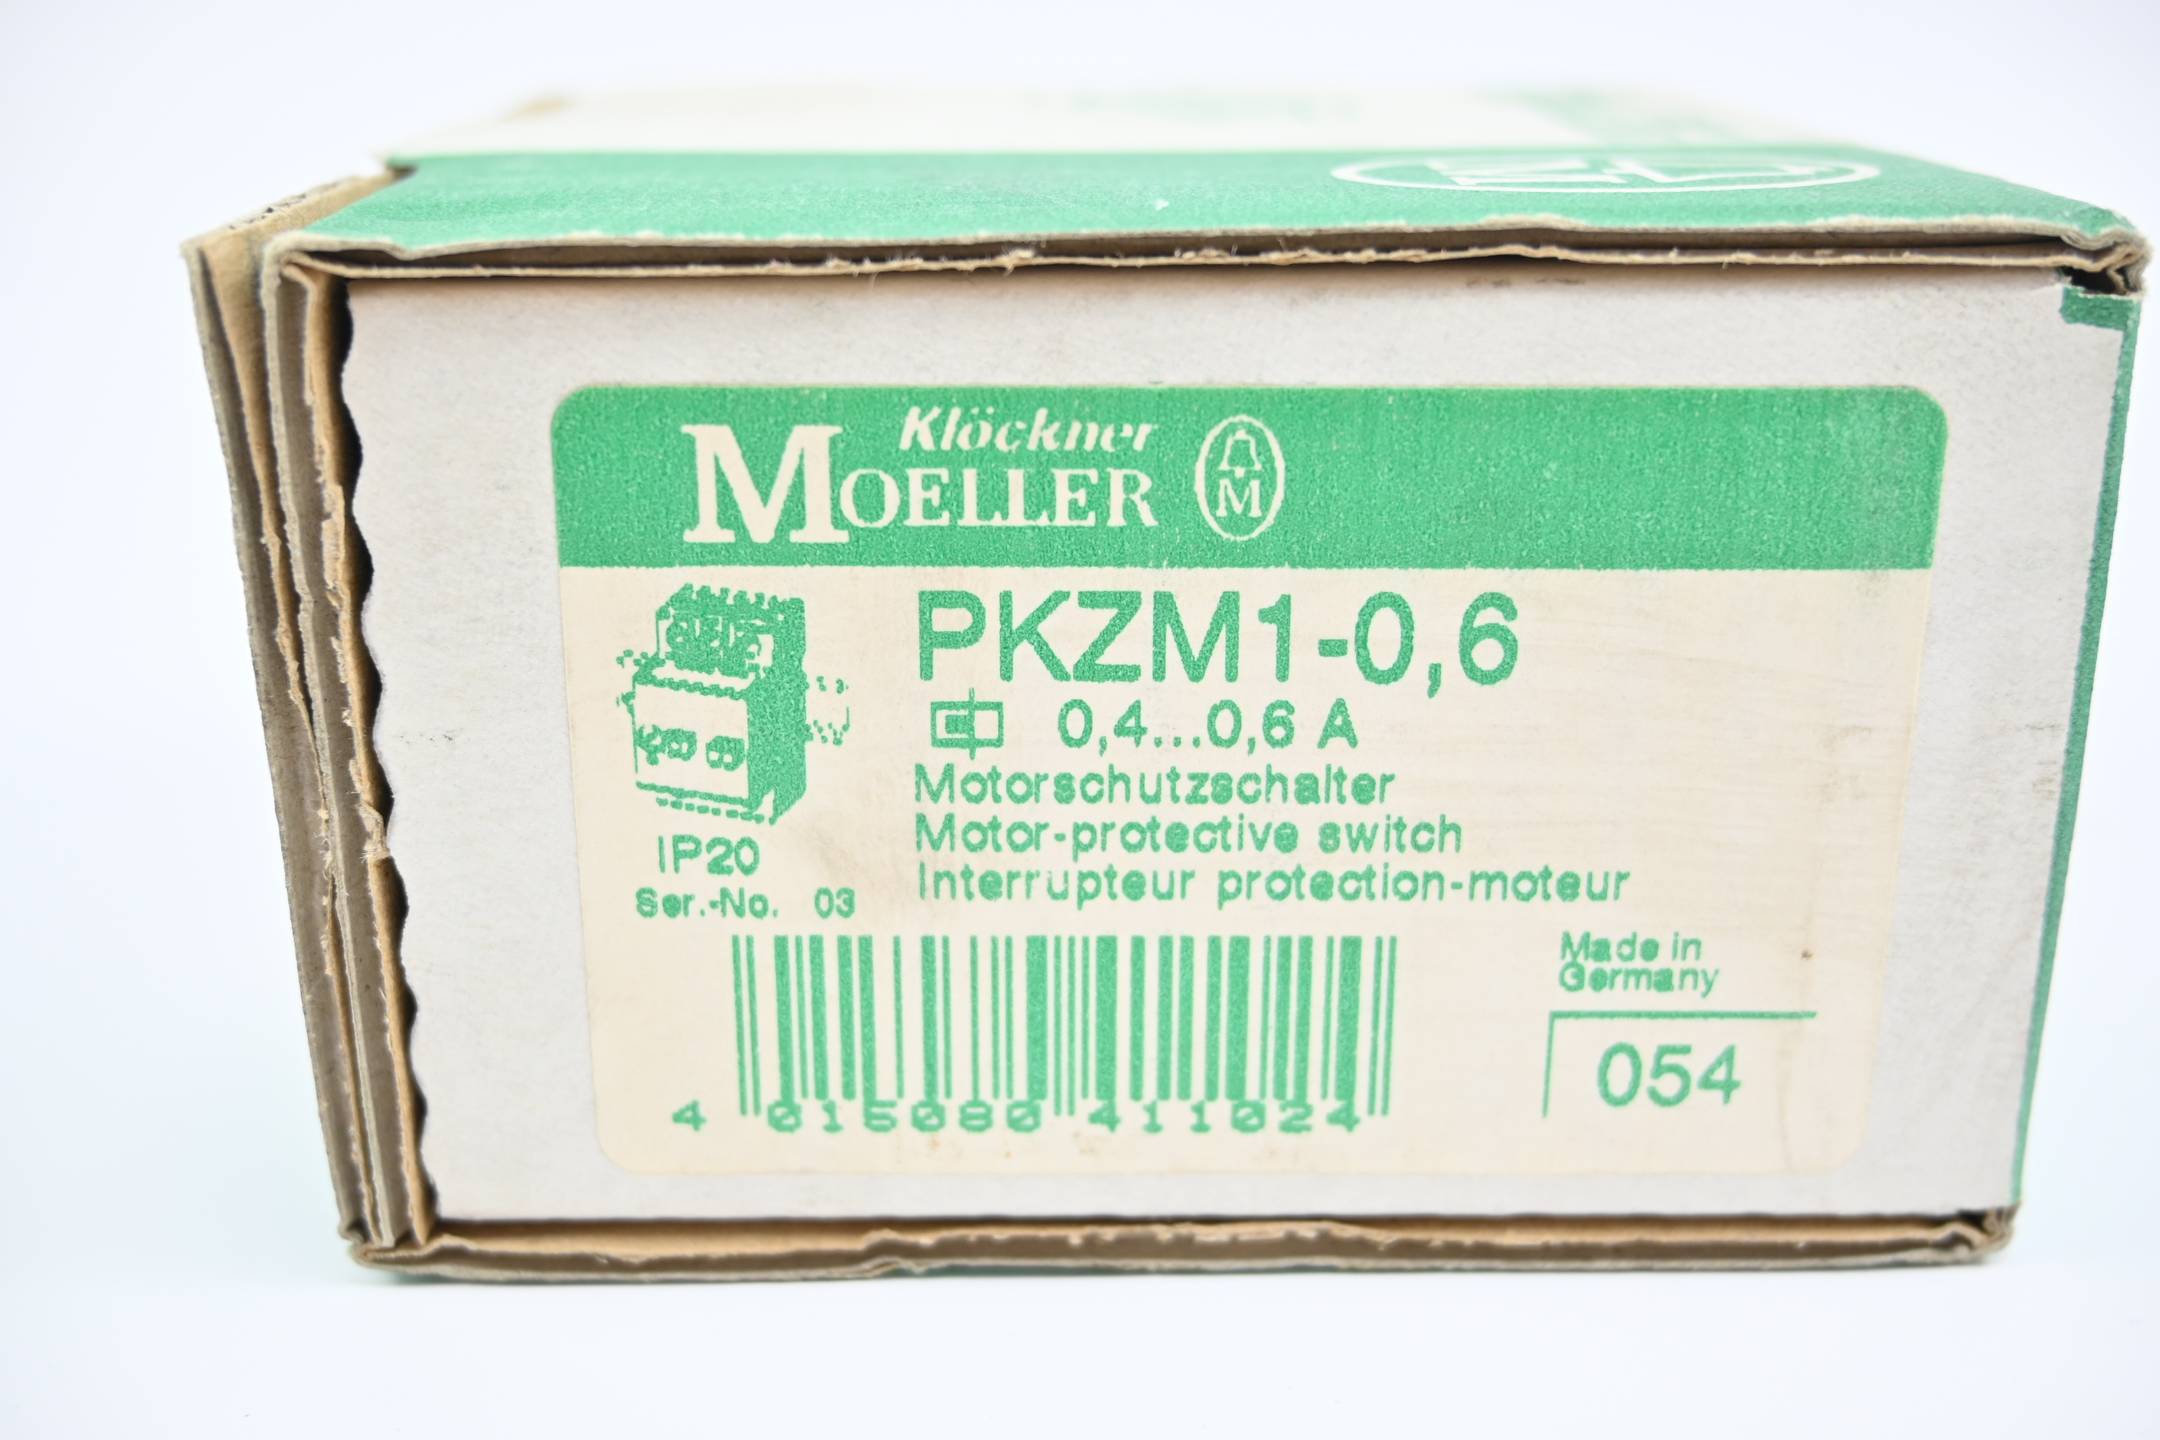 Klöckner
MOELLER
M
PKZM1-0,6
0,4...0,6 A
Motorschutzschalter
Motor-protective switch
Interrupteur protection-moteur
IP20
Ser.-No. 03
Made in
Germany
054
4 015080 411024